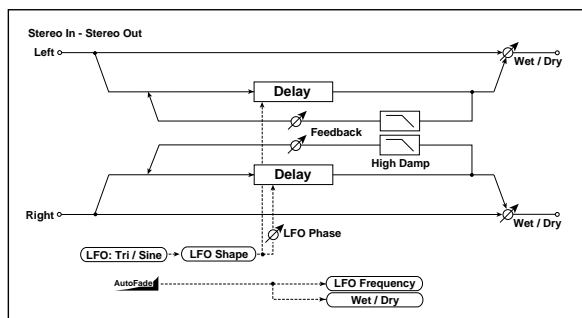 Stereo In - Stereo Out
Left
Wet / Dry
Delay
Feedback
High Damp
Delay
Right
Wet / Dry
LFO Phase
LFO: Tri / Sine
LFO Shape
AutoFade
LFO Frequency
Wet / Dry